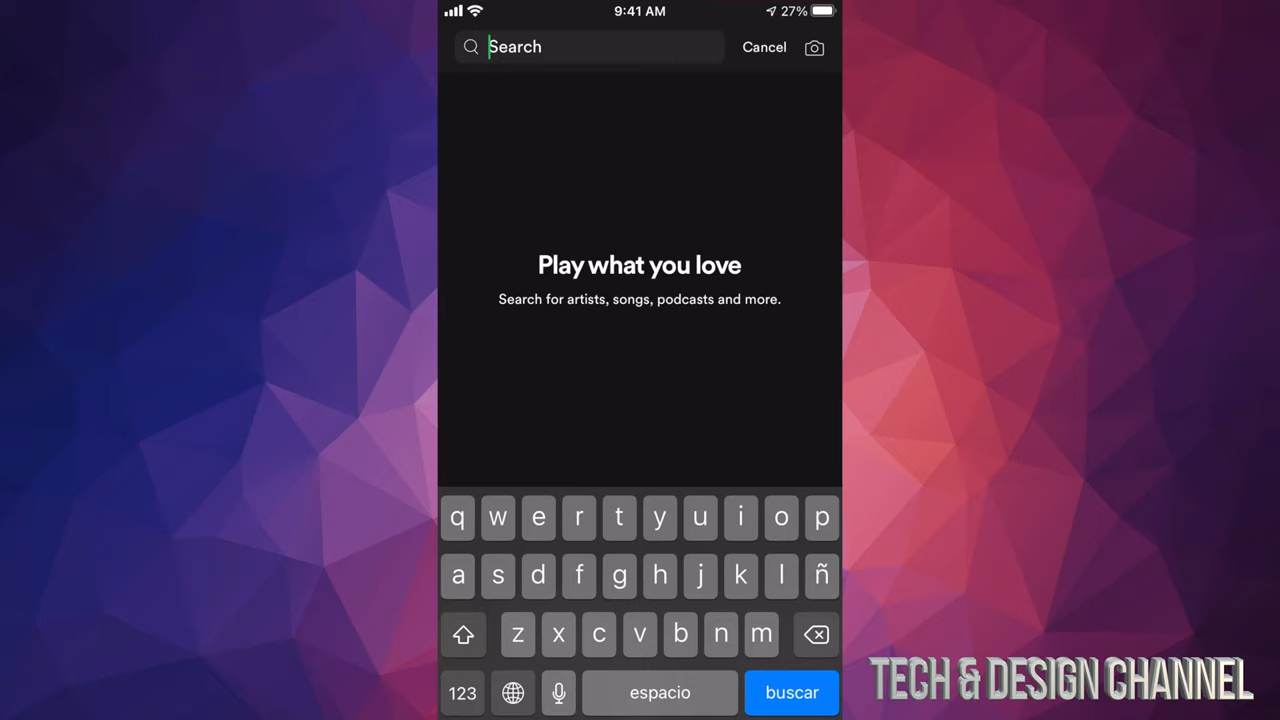 9:41 AM
27%
Search
Cancel
Play what you love
Search for artists, songs, podcasts and more.
q w e r t y u i o p
a s d f g h j k l ñ
z x c v b n m
123 espacio buscar
TECH & DESIGN CHANNEL